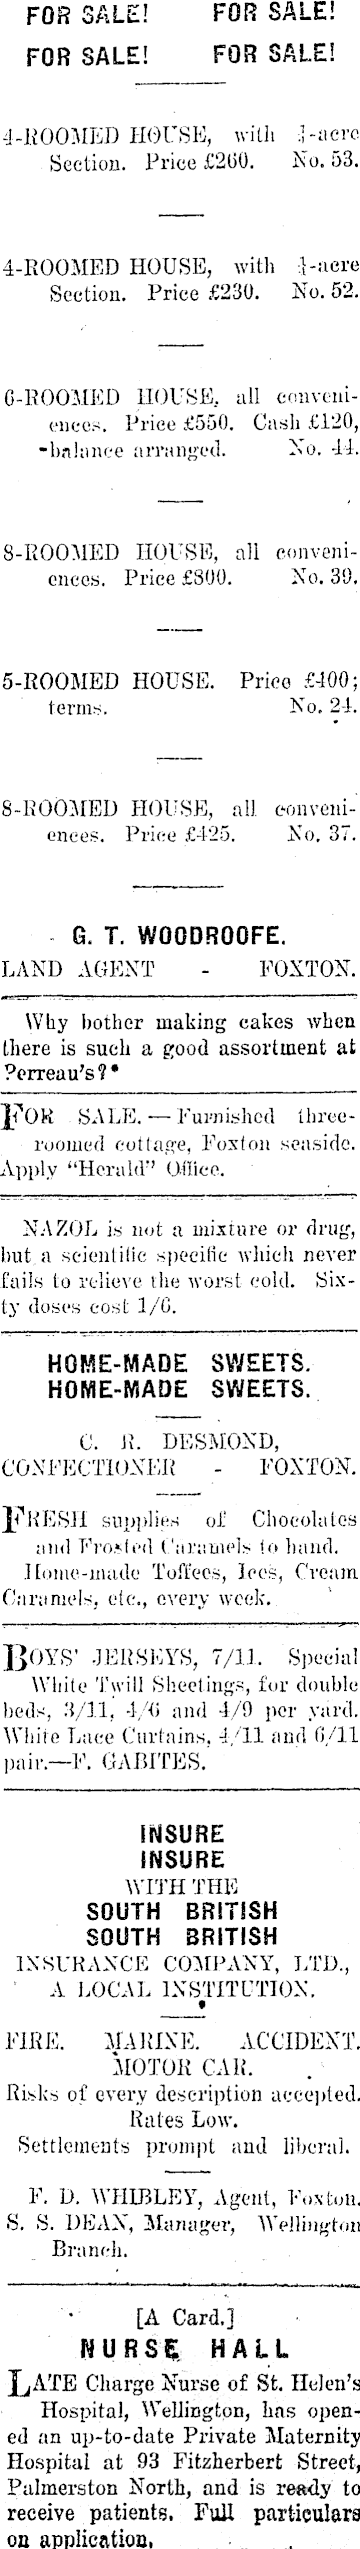 FOR SALE! FOR SALE!
FOR SALE! FOR SALE!
4-ROOMED HOUSE, with ¼-acre
Section. Price £260. No. 53.
4-ROOMED HOUSE, with ¼-acre
Section. Price £230. No. 52.
6-ROOMED HOUSE, all conveni-
ences. Price £550. Cash £120,
balance arranged. No. 44.
8-ROOMED HOUSE, all conveni-
ences. Price £800. No. 39.
5-ROOMED HOUSE. Price £400;
terms. No. 24.
8-ROOMED HOUSE, all conveni-
ences. Price £425. No. 37.
G. T. WOODROOFE.
LAND AGENT - FOXTON.
Why bother making cakes when
there is such a good assortment at
Perreau's?*
FOR SALE.—Furnished three-
roomed cottage, Foxton seaside.
Apply "Herald" Office.
NAZOL is not a mixture or drug,
but a scientific specific which never
fails to relieve the worst cold. Six-
ty doses cost 1/6.
HOME-MADE SWEETS.
HOME-MADE SWEETS.
C. R. DESMOND,
CONFECTIONER - FOXTON.
FRESH supplies of Chocolates
and Frosted Caramels to hand.
Home-made Toffees, Ices, Cream
Caramels, etc., every week.
BOYS' JERSEYS, 7/11. Special
White Twill Sheetings, for double
beds, 3/11, 4/6 and 4/9 per yard.
White Lace Curtains, 4/11 and 6/11
pair.—F. GABITES.
INSURE
INSURE
WITH THE
SOUTH BRITISH
SOUTH BRITISH
INSURANCE COMPANY, LTD.,
A LOCAL INSTITUTION.
FIRE. MARINE. ACCIDENT.
MOTOR CAR.
Risks of every description accepted.
Rates Low.
Settlements prompt and liberal.
F. D. WHIBLEY, Agent, Foxton.
S. S. DEAN, Manager, Wellington
Branch.
[A Card.]
NURSE HALL
LATE Charge Nurse of St. Helen's
Hospital, Wellington, has open-
ed an up-to-date Private Maternity
Hospital at 93 Fitzherbert Street,
Palmerston North, and is ready to
receive patients. Full particulars
on application.